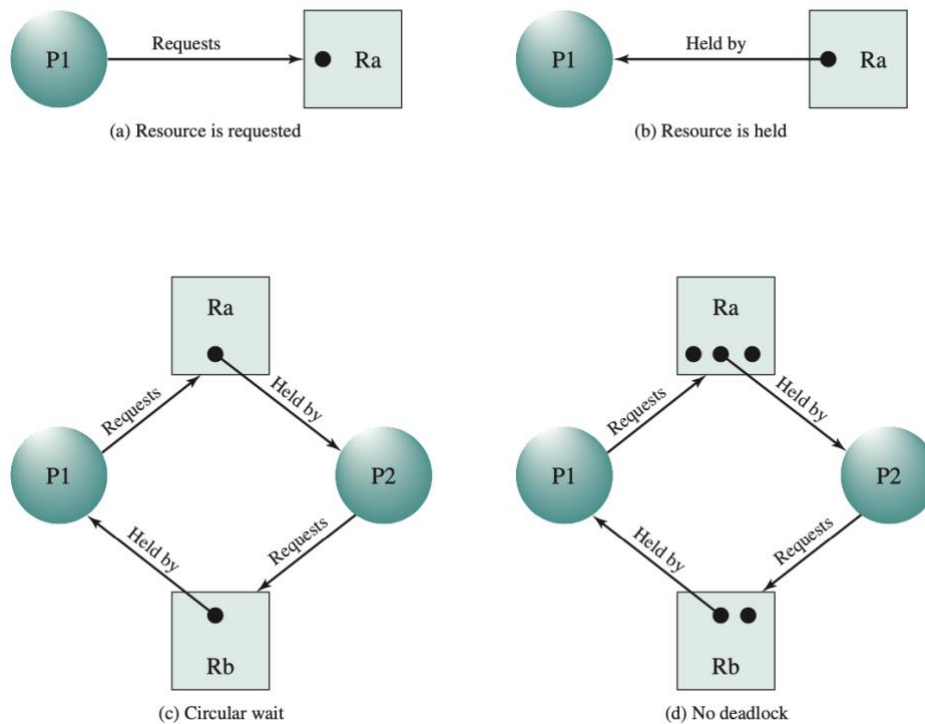 P1
Requests
Ra
(a) Resource is requested
P1
Held by
Ra
(b) Resource is held
Ra
Requests
Held by
P1
P2
Held by
Requests
Rb
(c) Circular wait
Ra
Requests
Held by
P1
P2
Held by
Requests
Rb
(d) No deadlock